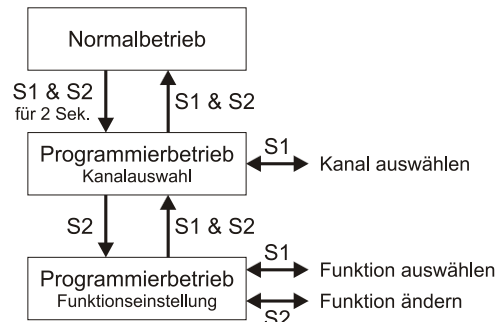 Normalbetrieb
S1 & S2
für 2 Sek.
S1 & S2
Programmierbetrieb
Kanalauswahl
S1
Kanal auswählen
S2
S1 & S2
Programmierbetrieb
Funktionseinstellung
S1
Funktion auswählen
Funktion ändern
S2